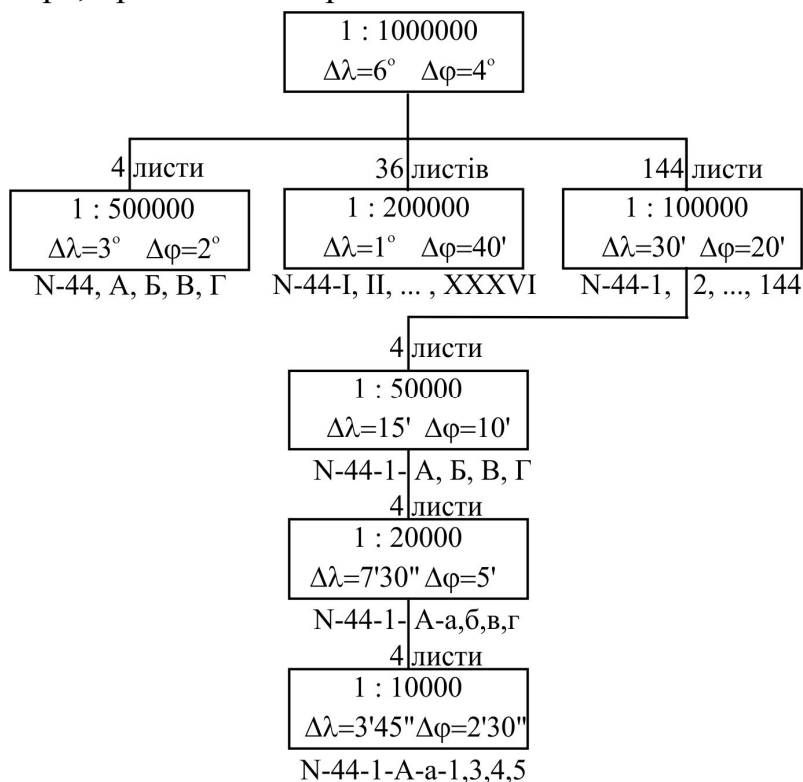 1 : 1000000
Δλ=6° Δφ=4°
4 листи
36 листів
144 листи
1 : 500000
Δλ=3° Δφ=2°
N-44, А, Б, В, Г
1 : 200000
Δλ=1° Δφ=40'
N-44-I, II, ... , XXXVI
1 : 100000
Δλ=30' Δφ=20'
N-44-1, 2, ..., 144
4 листи
1 : 50000
Δλ=15' Δφ=10'
N-44-1- А, Б, В, Г
4 листи
1 : 20000
Δλ=7'30" Δφ=5'
N-44-1- А-а,б,в,г
4 листи
1 : 10000
Δλ=3'45"Δφ=2'30"
N-44-1-А-а-1,3,4,5